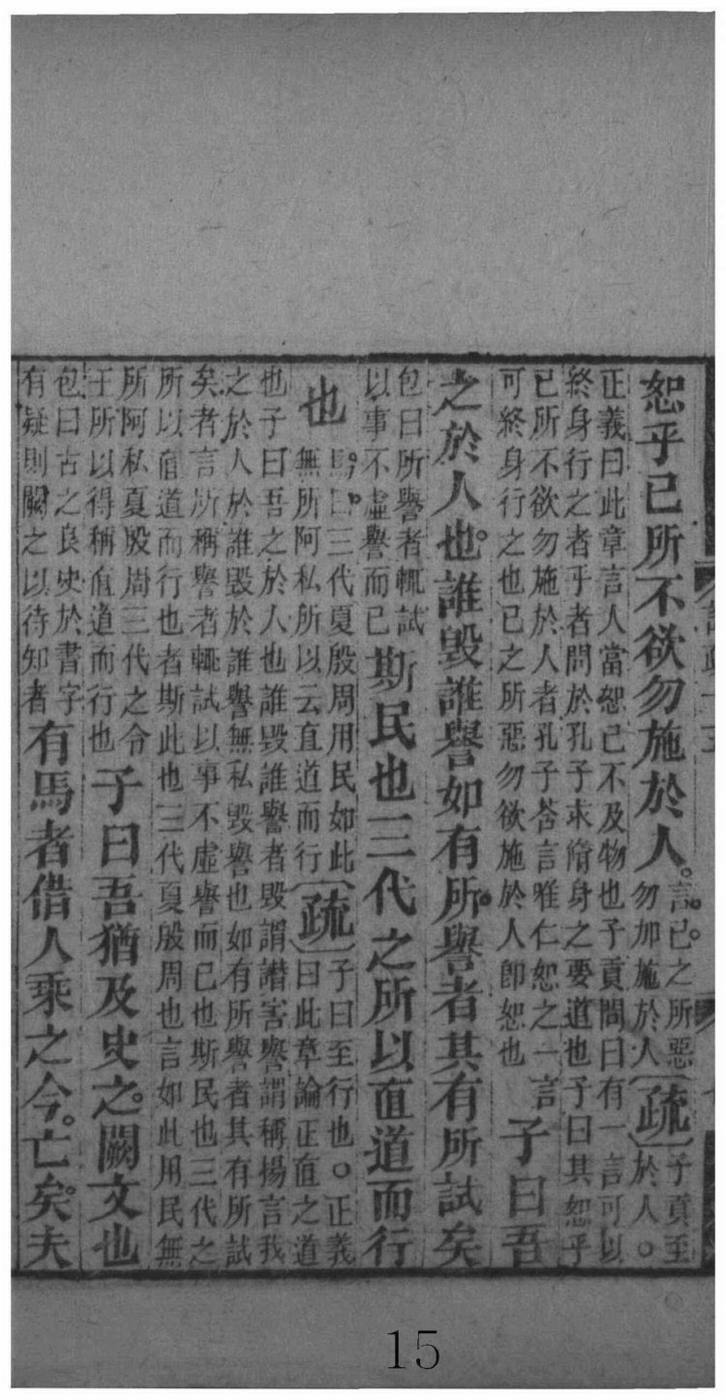 恕乎己所不欲勿施於人。言己之所惡
勿加施於人【疏】子貢至
於人○
正義曰此章言人當恕己不及物也子貢問曰有一言可以
終身行之者乎者問於孔子求脩身之要道也子曰其恕乎
己所不欲勿施於人者孔子荅言唯仁恕之一言
可終身行之也己之所惡勿欲施於人卽恕也
子曰吾
之於人也。誰毀誰譽如有所。譽者其有所試矣
包曰所譽者輒試
以事不虛譽而已
斯民也三代之所以直道而行
也
馬曰三代夏殷周用民如此
無所阿私所以云直道而行
【疏】子曰至行也○正義
曰此章論正直之道
也子曰吾之於人也誰毀誰譽者毀謂譖害譽謂稱揚言我
之於人於誰毀於誰譽無私毀譽也如有所譽者其有所試
矣者言所稱譽者輒試以事不虛譽而已也斯民也三代之
所以直道而行也者斯此也三代夏殷周也言如此用民無
所阿私夏殷周三代之令
王所以得稱直道而行也
子曰吾猶及史之。闕文也
包曰古之良史於書字
有疑則闕之以待知者
有馬者借人乘之今。亡矣。夫
15